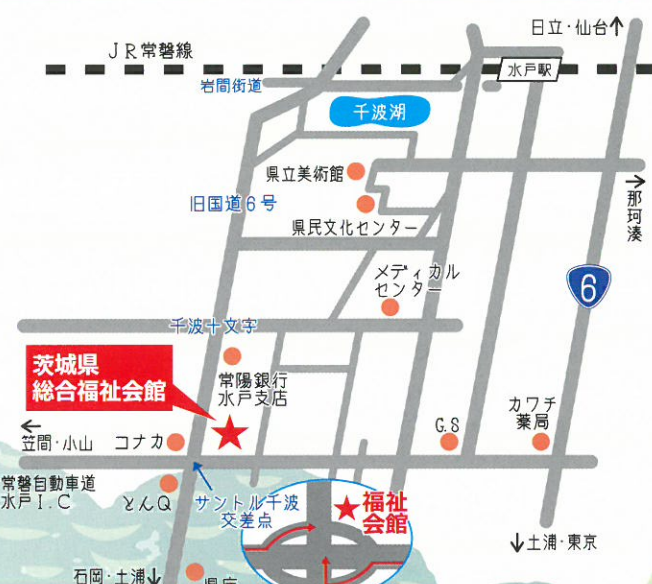 日立・仙台↑
JR常磐線
水戸駅
岩間街道
千波湖
県立美術館
→
那珂湊
旧国道6号
県民文化センター
メディカル
センター
6
千波十文字
茨城県
総合福祉会館
常陽銀行
水戸支店
カワチ
薬局
G.S
←
笠間・小山
コナカ
常磐自動車道
水戸I.C
とんQ
サントル千波
交差点
福祉
会館
↓土浦・東京
石岡・土浦↓
県庁